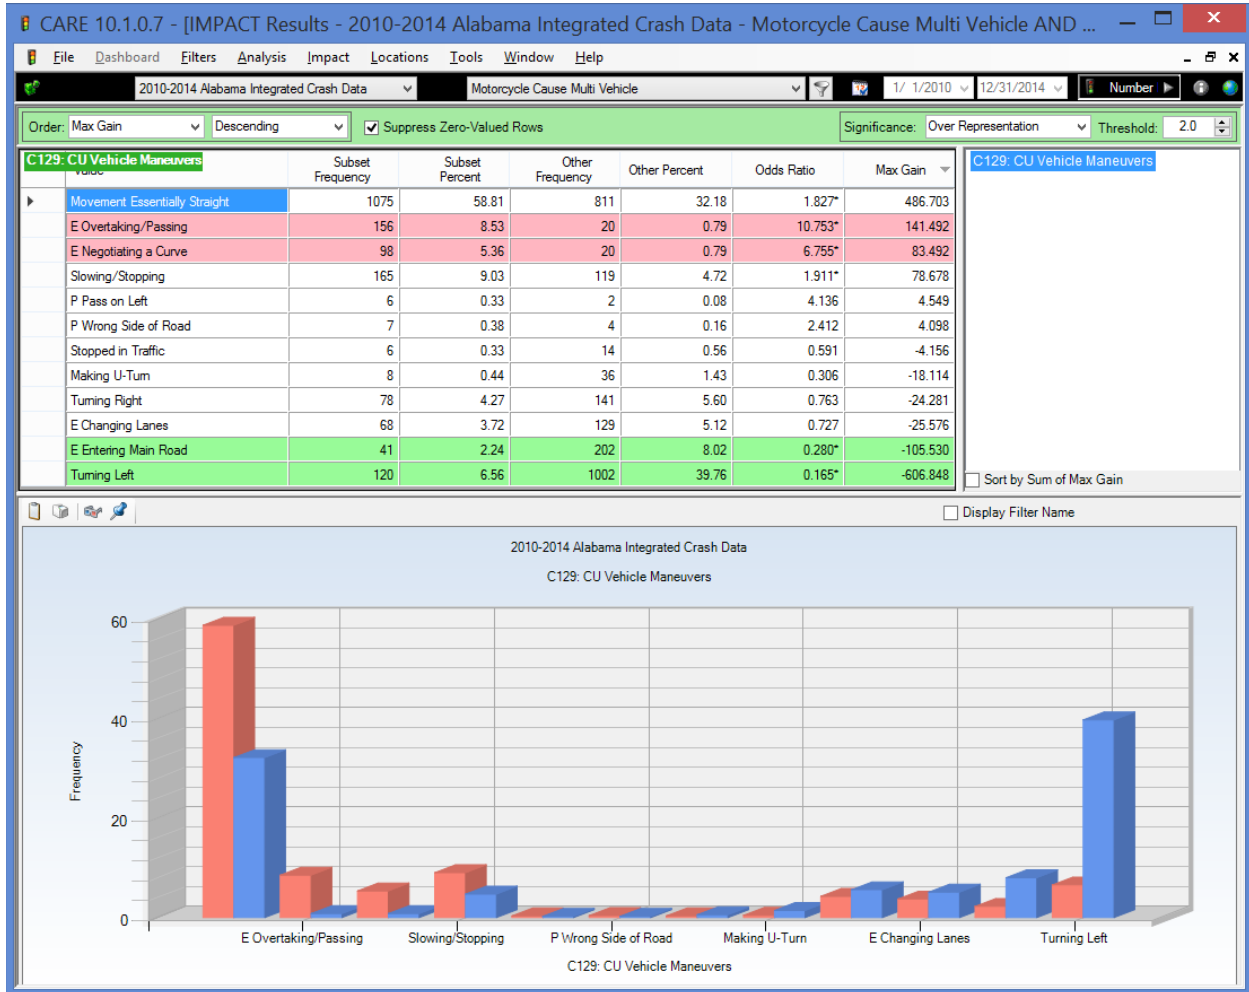 CARE 10.1.0.7 - [IMPACT Results - 2010-2014 Alabama Integrated Crash Data - Motorcycle Cause Multi Vehicle AND ...
File Dashboard Filters Analysis Impact Locations Tools Window Help
2010-2014 Alabama Integrated Crash Data Motorcycle Cause Multi Vehicle 1/ 1/2010 12/31/2014 Number
Order: Max Gain Descending Suppress Zero-Valued Rows Significance: Over Representation Threshold: 2.0
C129: CU Vehicle Maneuvers Subset Frequency Subset Percent Other Frequency Other Percent Odds Ratio Max Gain C129: CU Vehicle Maneuvers
Movement Essentially Straight 1075 58.81 811 32.18 1.827* 486.703
E Overtaking/Passing 156 8.53 20 0.79 10.753* 141.492
E Negotiating a Curve 98 5.36 20 0.79 6.755* 83.492
Slowing/Stopping 165 9.03 119 4.72 1.911* 78.678
P Pass on Left 6 0.33 2 0.08 4.136 4.549
P Wrong Side of Road 7 0.38 4 0.16 2.412 4.098
Stopped in Traffic 6 0.33 14 0.56 0.591 -4.156
Making U-Turn 8 0.44 36 1.43 0.306 -18.114
Turning Right 78 4.27 141 5.60 0.763 -24.281
E Changing Lanes 68 3.72 129 5.12 0.727 -25.576
E Entering Main Road 41 2.24 202 8.02 0.280* -105.530
Turning Left 120 6.56 1002 39.76 0.165* -606.848
Sort by Sum of Max Gain
Display Filter Name
2010-2014 Alabama Integrated Crash Data
C129: CU Vehicle Maneuvers
60
40
Frequency
20
0
E Overtaking/Passing Slowing/Stopping P Wrong Side of Road Making U-Turn E Changing Lanes Turning Left
C129: CU Vehicle Maneuvers